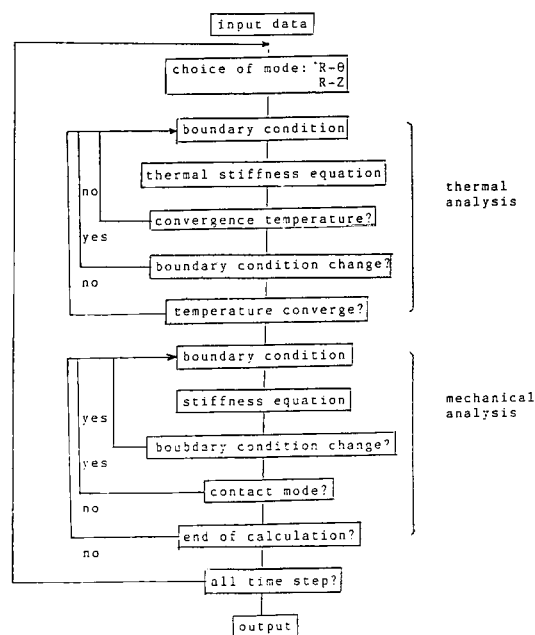 input data
choice of mode: R-θ
R-Z
boundary condition
thermal stiffness equation
no
thermal
analysis
convergence temperature?
yes
boundary condition change?
no
temperature converge?
boundary condition
stiffness equation
mechanical
analysis
yes
boubdary condition change?
yes
contact mode?
no
end of calculation?
no
all time step?
output